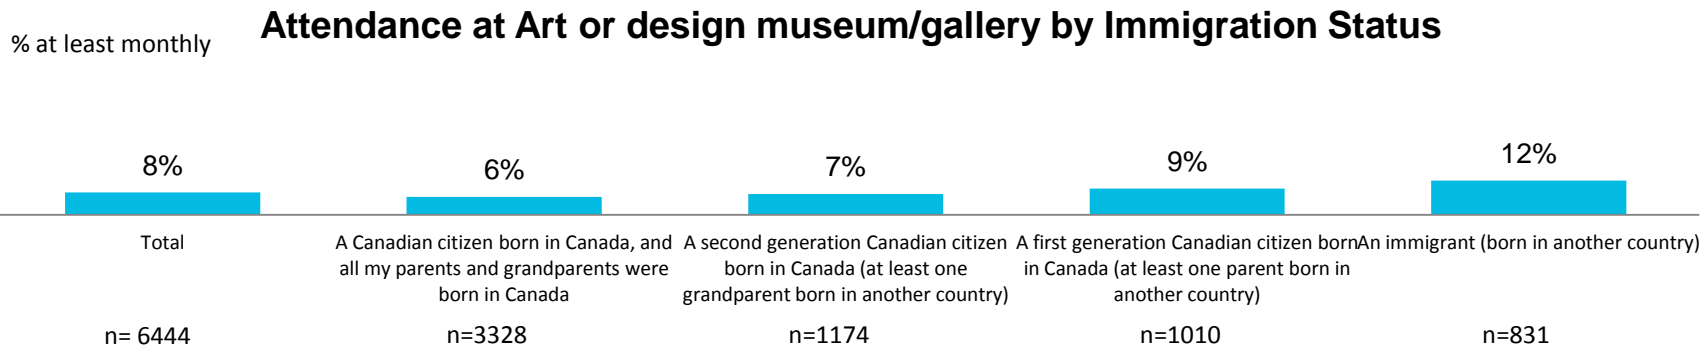 Attendance at Art or design museum/gallery by Immigration Status
% at least monthly
8%
6%
7%
9%
12%
Total
A Canadian citizen born in Canada, and
all my parents and grandparents were
born in Canada
A second generation Canadian citizen
born in Canada (at least one
grandparent born in another country)
A first generation Canadian citizen born
in Canada (at least one parent born in
another country)
An immigrant (born in another country)
n= 6444
n=3328
n=1174
n=1010
n=831